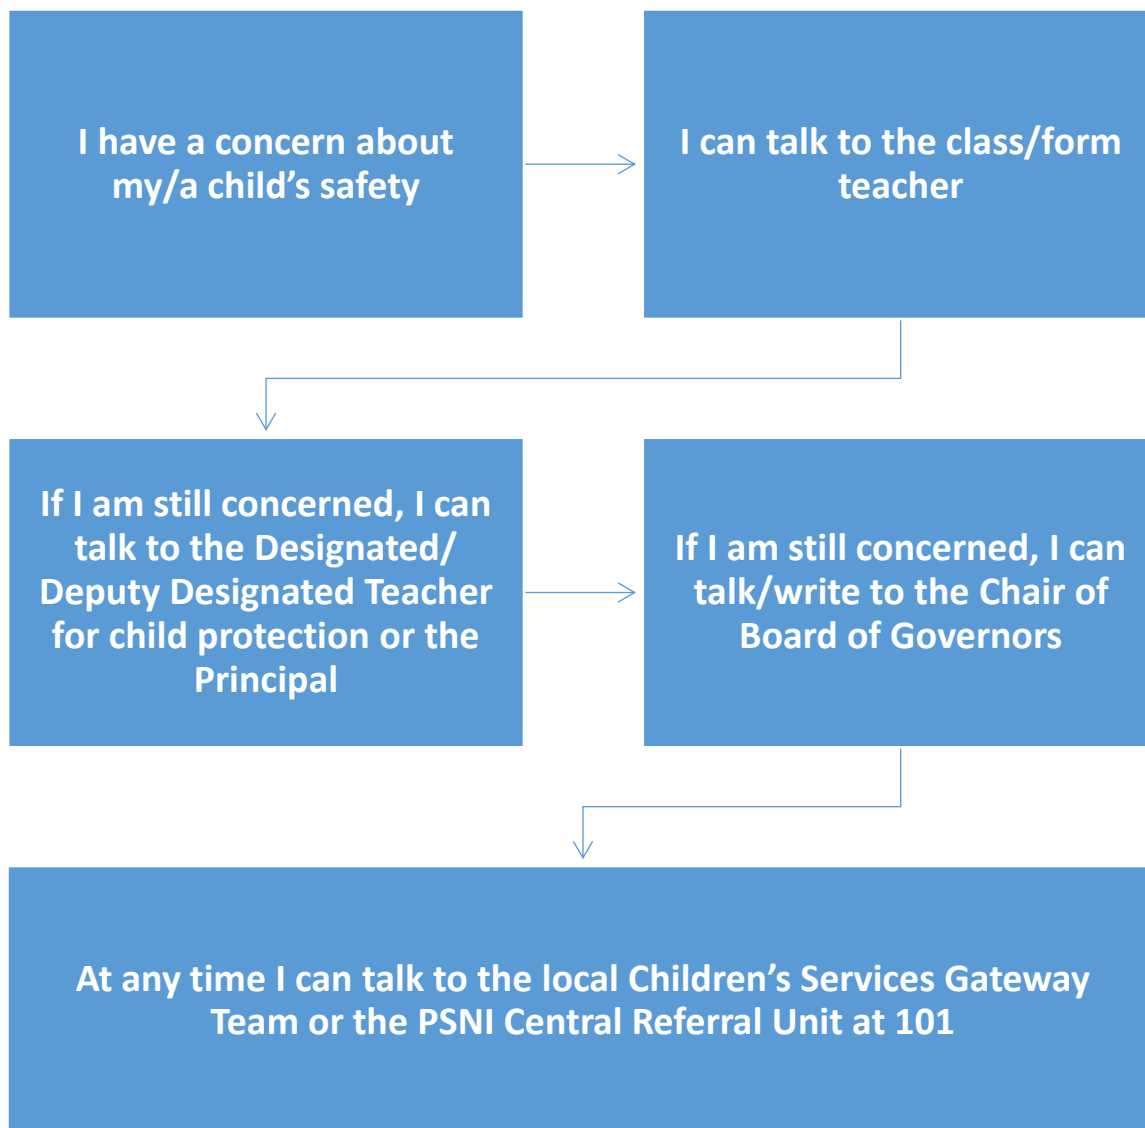 I have a concern about
my/a child’s safety
I can talk to the class/form
teacher
If I am still concerned, I can
talk to the Designated/
Deputy Designated Teacher
for child protection or the
Principal
If I am still concerned, I can
talk/write to the Chair of
Board of Governors
At any time I can talk to the local Children’s Services Gateway
Team or the PSNI Central Referral Unit at 101